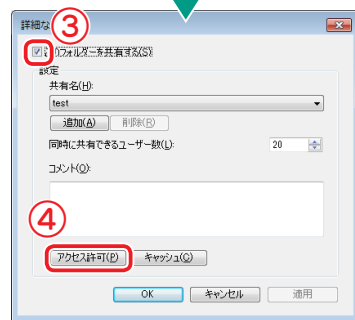 詳細な
③
このフォルダーを共有する(S)
設定
共有名(H):
test
追加(A) 削除(R)
同時に共有できるユーザー数(L): 20
コメント(O):
④
アクセス許可(P) キャッシュ(C)
OK キャンセル 適用